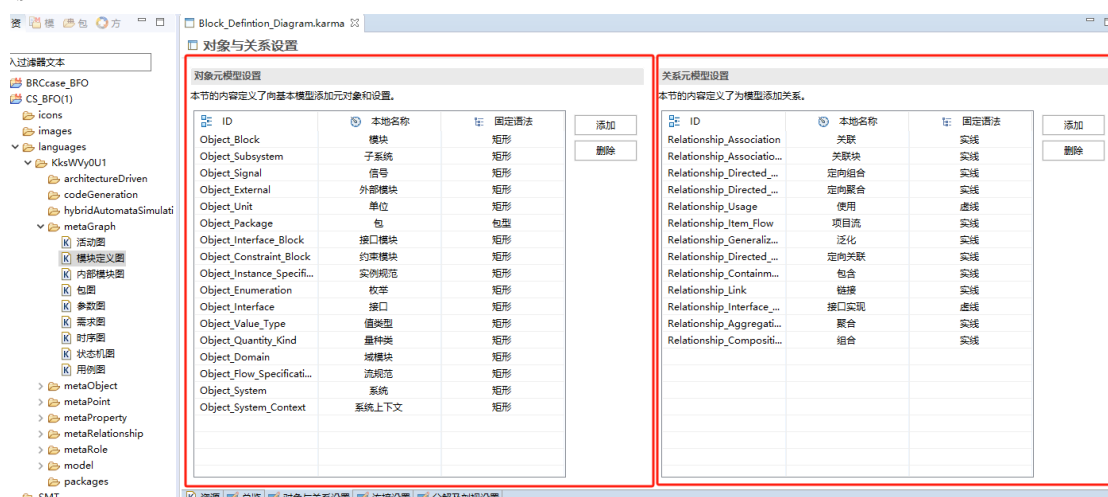 资 模 包 方
Block_Defintion_Diagram.karma
对象与关系设置
入过滤器文本
BRCcase_BFO
CS_BFO(1)
icons
images
languages
KksWVy0U1
architectureDriven
codeGeneration
hybridAutomataSimulati
metaGraph
活动图
模块定义图
内部模块图
包图
参数图
需求图
时序图
状态机图
用例图
metaObject
metaPoint
metaProperty
metaRelationship
metaRole
model
packages
SMT
对象元模型设置
本节的内容定义了向基本模型添加元对象和设置。
ID 本地名称 固定语法
Object_Block 模块 矩形
Object_Subsystem 子系统 矩形
Object_Signal 信号 矩形
Object_External 外部模块 矩形
Object_Unit 单位 矩形
Object_Package 包 包型
Object_Interface_Block 接口模块 矩形
Object_Constraint_Block 约束模块 矩形
Object_Instance_Specifi... 实例规范 矩形
Object_Enumeration 枚举 矩形
Object_Interface 接口 矩形
Object_Value_Type 值类型 矩形
Object_Quantity_Kind 量种类 矩形
Object_Domain 域模块 矩形
Object_Flow_Specificati... 流规范 矩形
Object_System 系统 矩形
Object_System_Context 系统上下文 矩形
添加
删除
关系元模型设置
本节的内容定义了为模型添加关系。
ID 本地名称 固定语法
Relationship_Association 关联 实线
Relationship_Associatio... 关联块 实线
Relationship_Directed_... 定向组合 实线
Relationship_Directed_... 定向聚合 实线
Relationship_Usage 使用 虚线
Relationship_Item_Flow 项目流 实线
Relationship_Generaliz... 泛化 实线
Relationship_Directed_... 定向关联 实线
Relationship_Containm... 包含 实线
Relationship_Link 链接 实线
Relationship_Interface_... 接口实现 虚线
Relationship_Aggregati... 聚合 实线
Relationship_Compositi... 组合 实线
添加
删除
资源 总览 对象与关系设置 连接设置